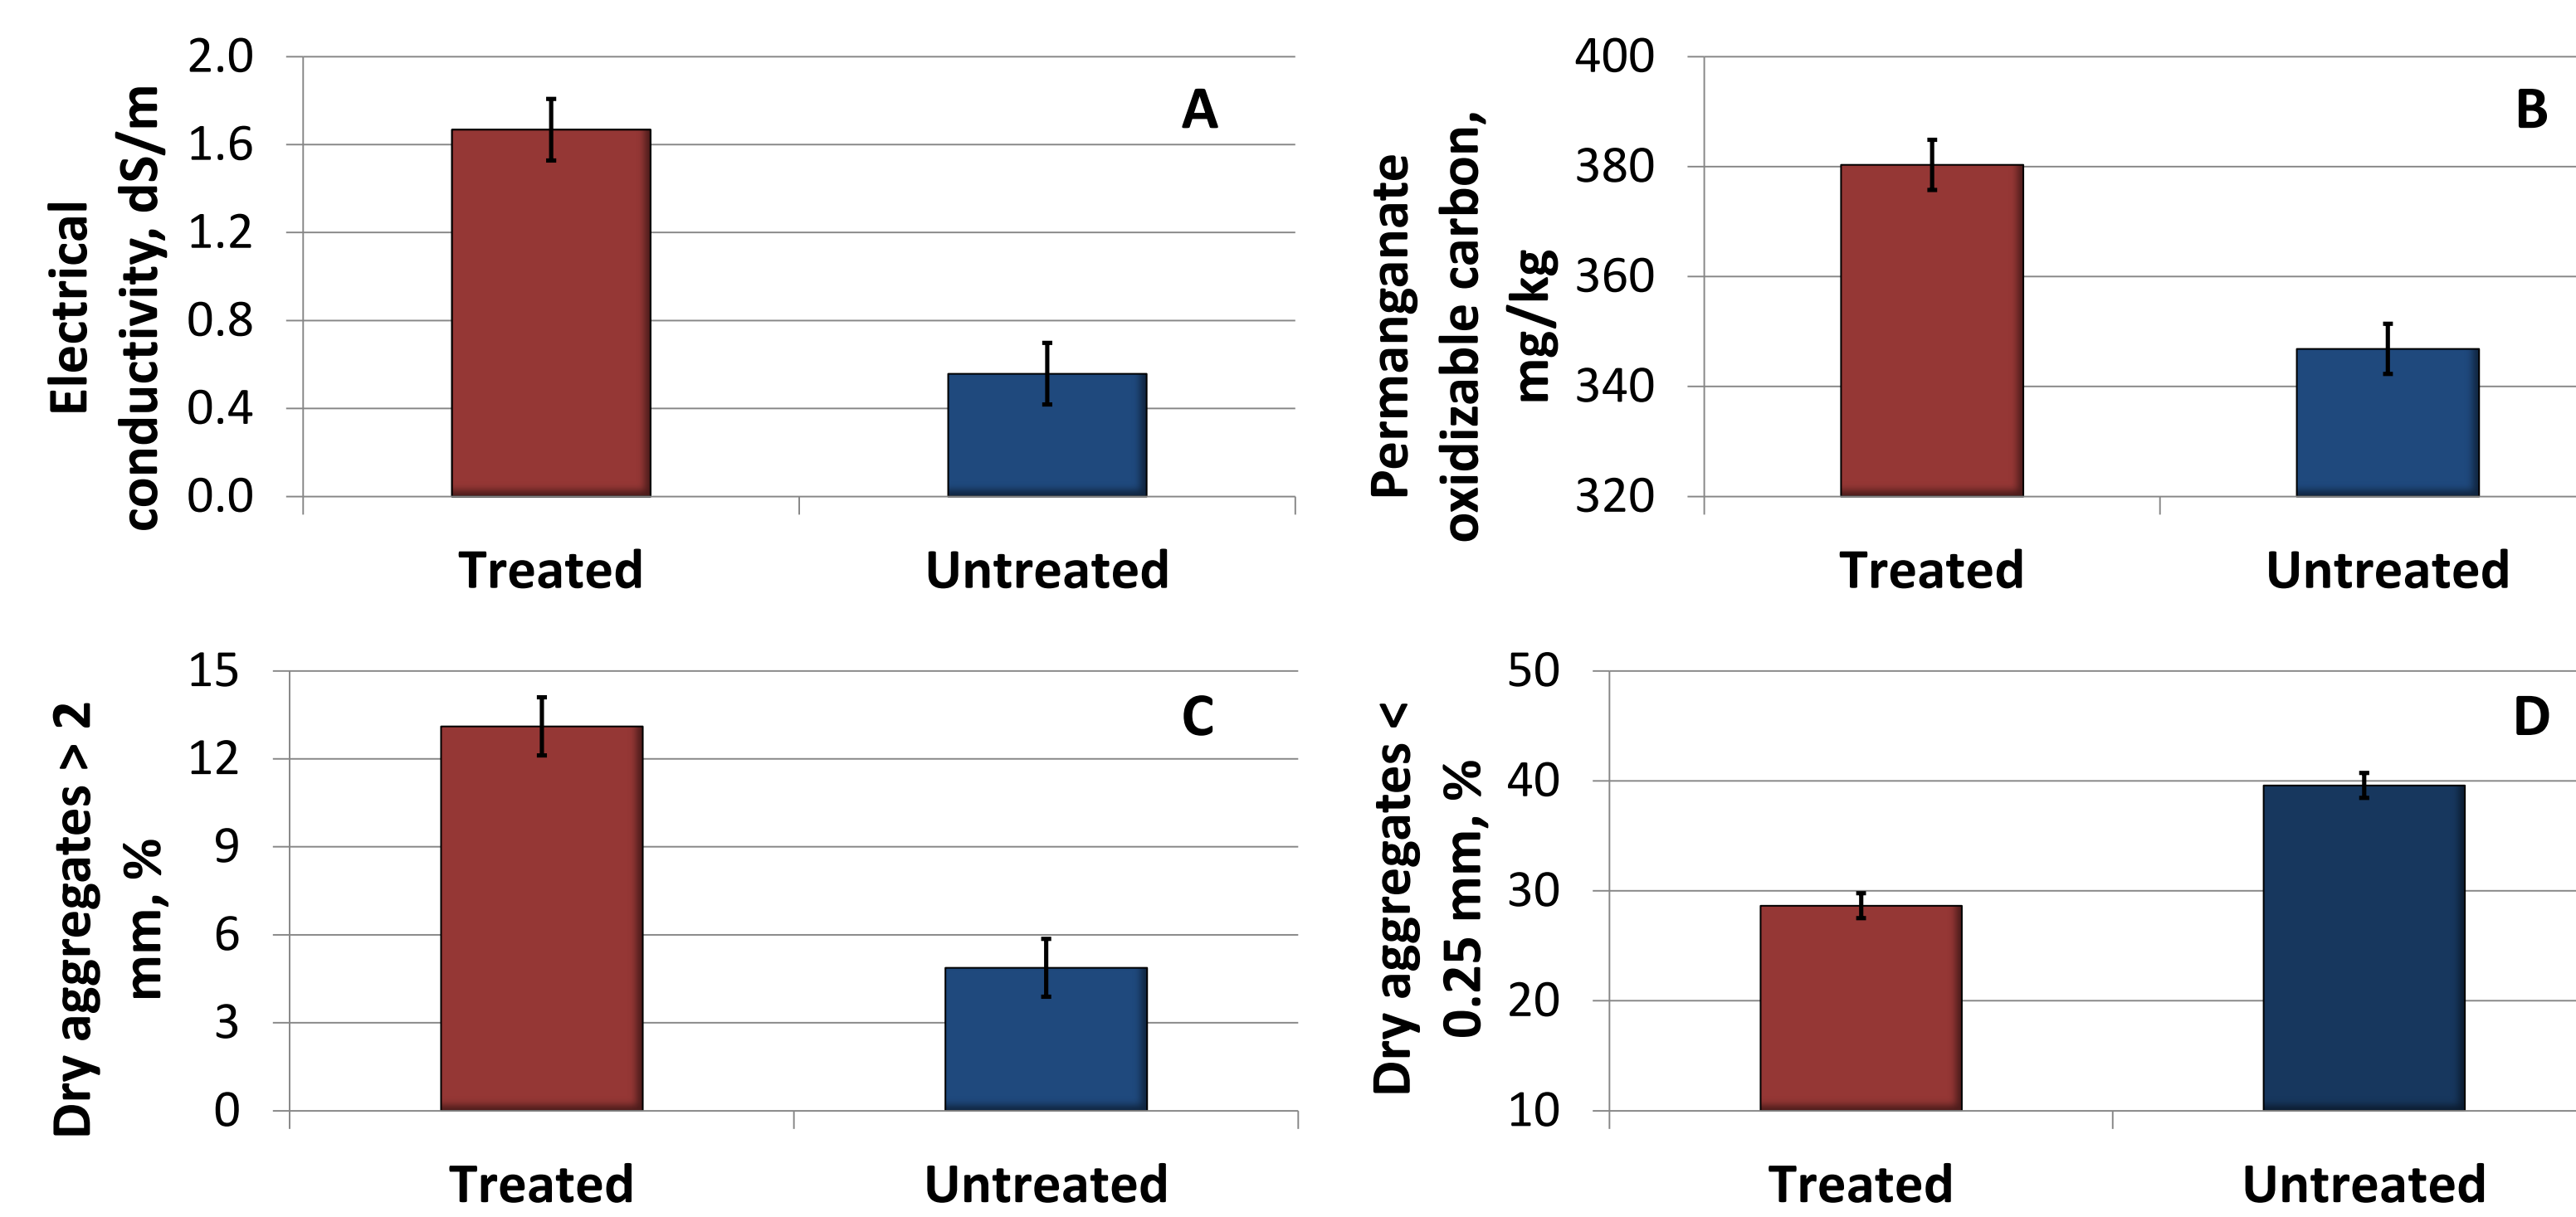 Electrical
conductivity, dS/m
2.0
1.6
1.2
0.8
0.4
0.0
A
Treated
Untreated
Permanganate
oxidizable carbon,
mg/kg
400
380
360
340
320
B
Treated
Untreated
Dry aggregates > 2
mm, %
15
12
9
6
3
0
C
Treated
Untreated
Dry aggregates <
0.25 mm, %
50
40
30
20
10
D
Treated
Untreated